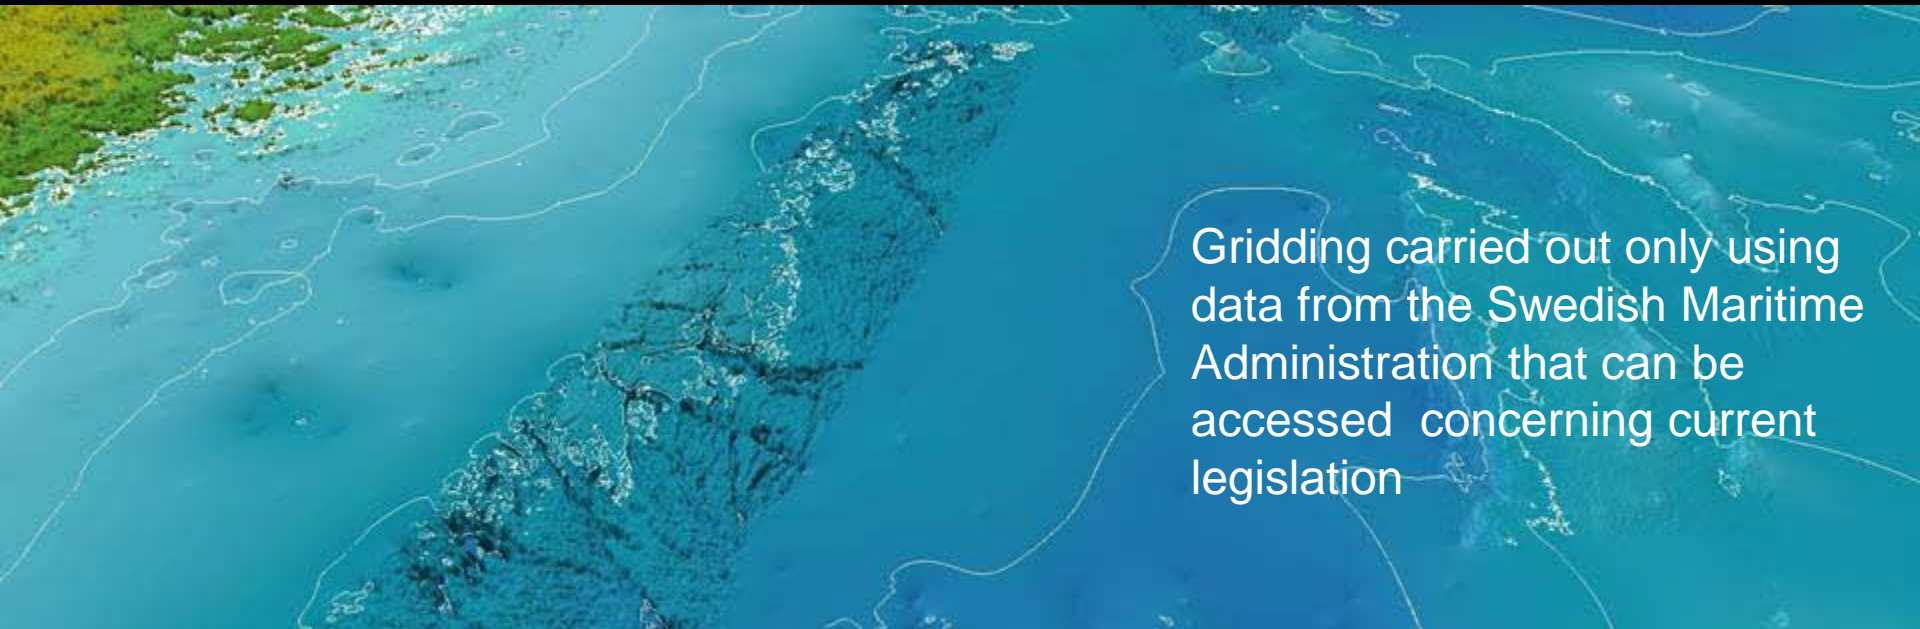 Gridding carried out only using
data from the Swedish Maritime
Administration that can be
accessed  concerning current
legislation